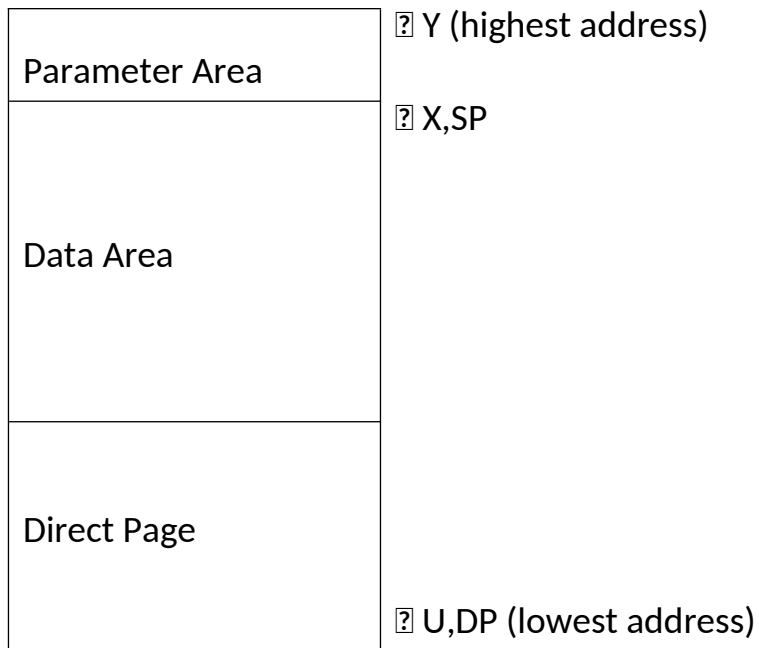 ⍰ Y (highest address)
Parameter Area
⍰ X,SP
Data Area
Direct Page
⍰ U,DP (lowest address)